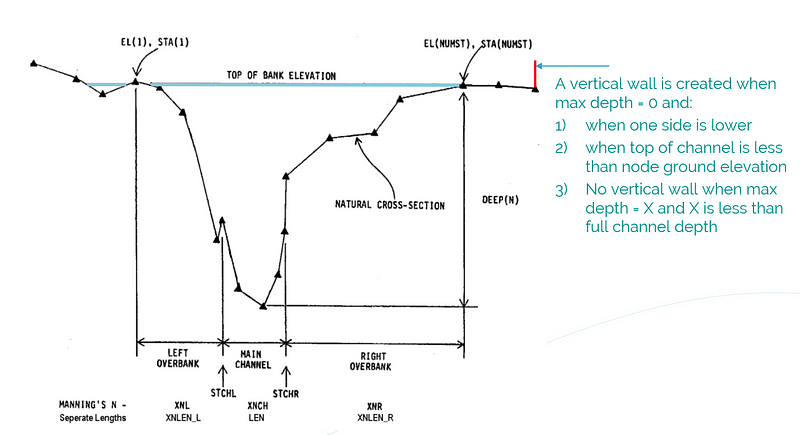 EL(1), STA(1)
EL(NUMST), STA(NUMST)
TOP OF BANK ELEVATION
A vertical wall is created when
max depth = 0 and:
1) when one side is lower
2) when top of channel is less
than node ground elevation
3) No vertical wall when max
depth = X and X is less than
full channel depth
NATURAL CROSS-SECTION
DEEP(N)
LEFT
OVERBANK
MAIN
CHANNEL
RIGHT
OVERBANK
STCHL
STCHR
MANNING'S N - XNL XNCH XNR
Seperate Lengths XNLEN_L LEN XNLEN_R